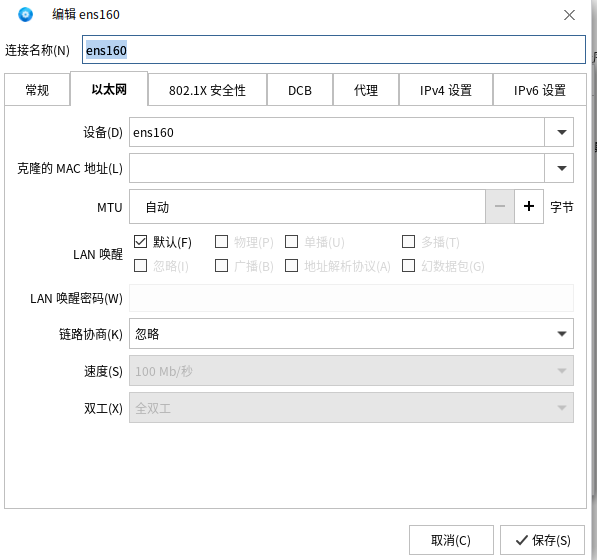 编辑 ens160
连接名称(N) ens160
常规 以太网 802.1X 安全性 DCB 代理 IPv4 设置 IPv6 设置
设备(D) ens160
克隆的 MAC 地址(L)
MTU 自动 − + 字节
LAN 唤醒 默认(F) 物理(P) 单播(U) 多播(T)
忽略(I) 广播(B) 地址解析协议(A) 幻数据包(G)
LAN 唤醒密码(W)
链路协商(K) 忽略
速度(S) 100 Mb/秒
双工(X) 全双工
取消(C) 保存(S)